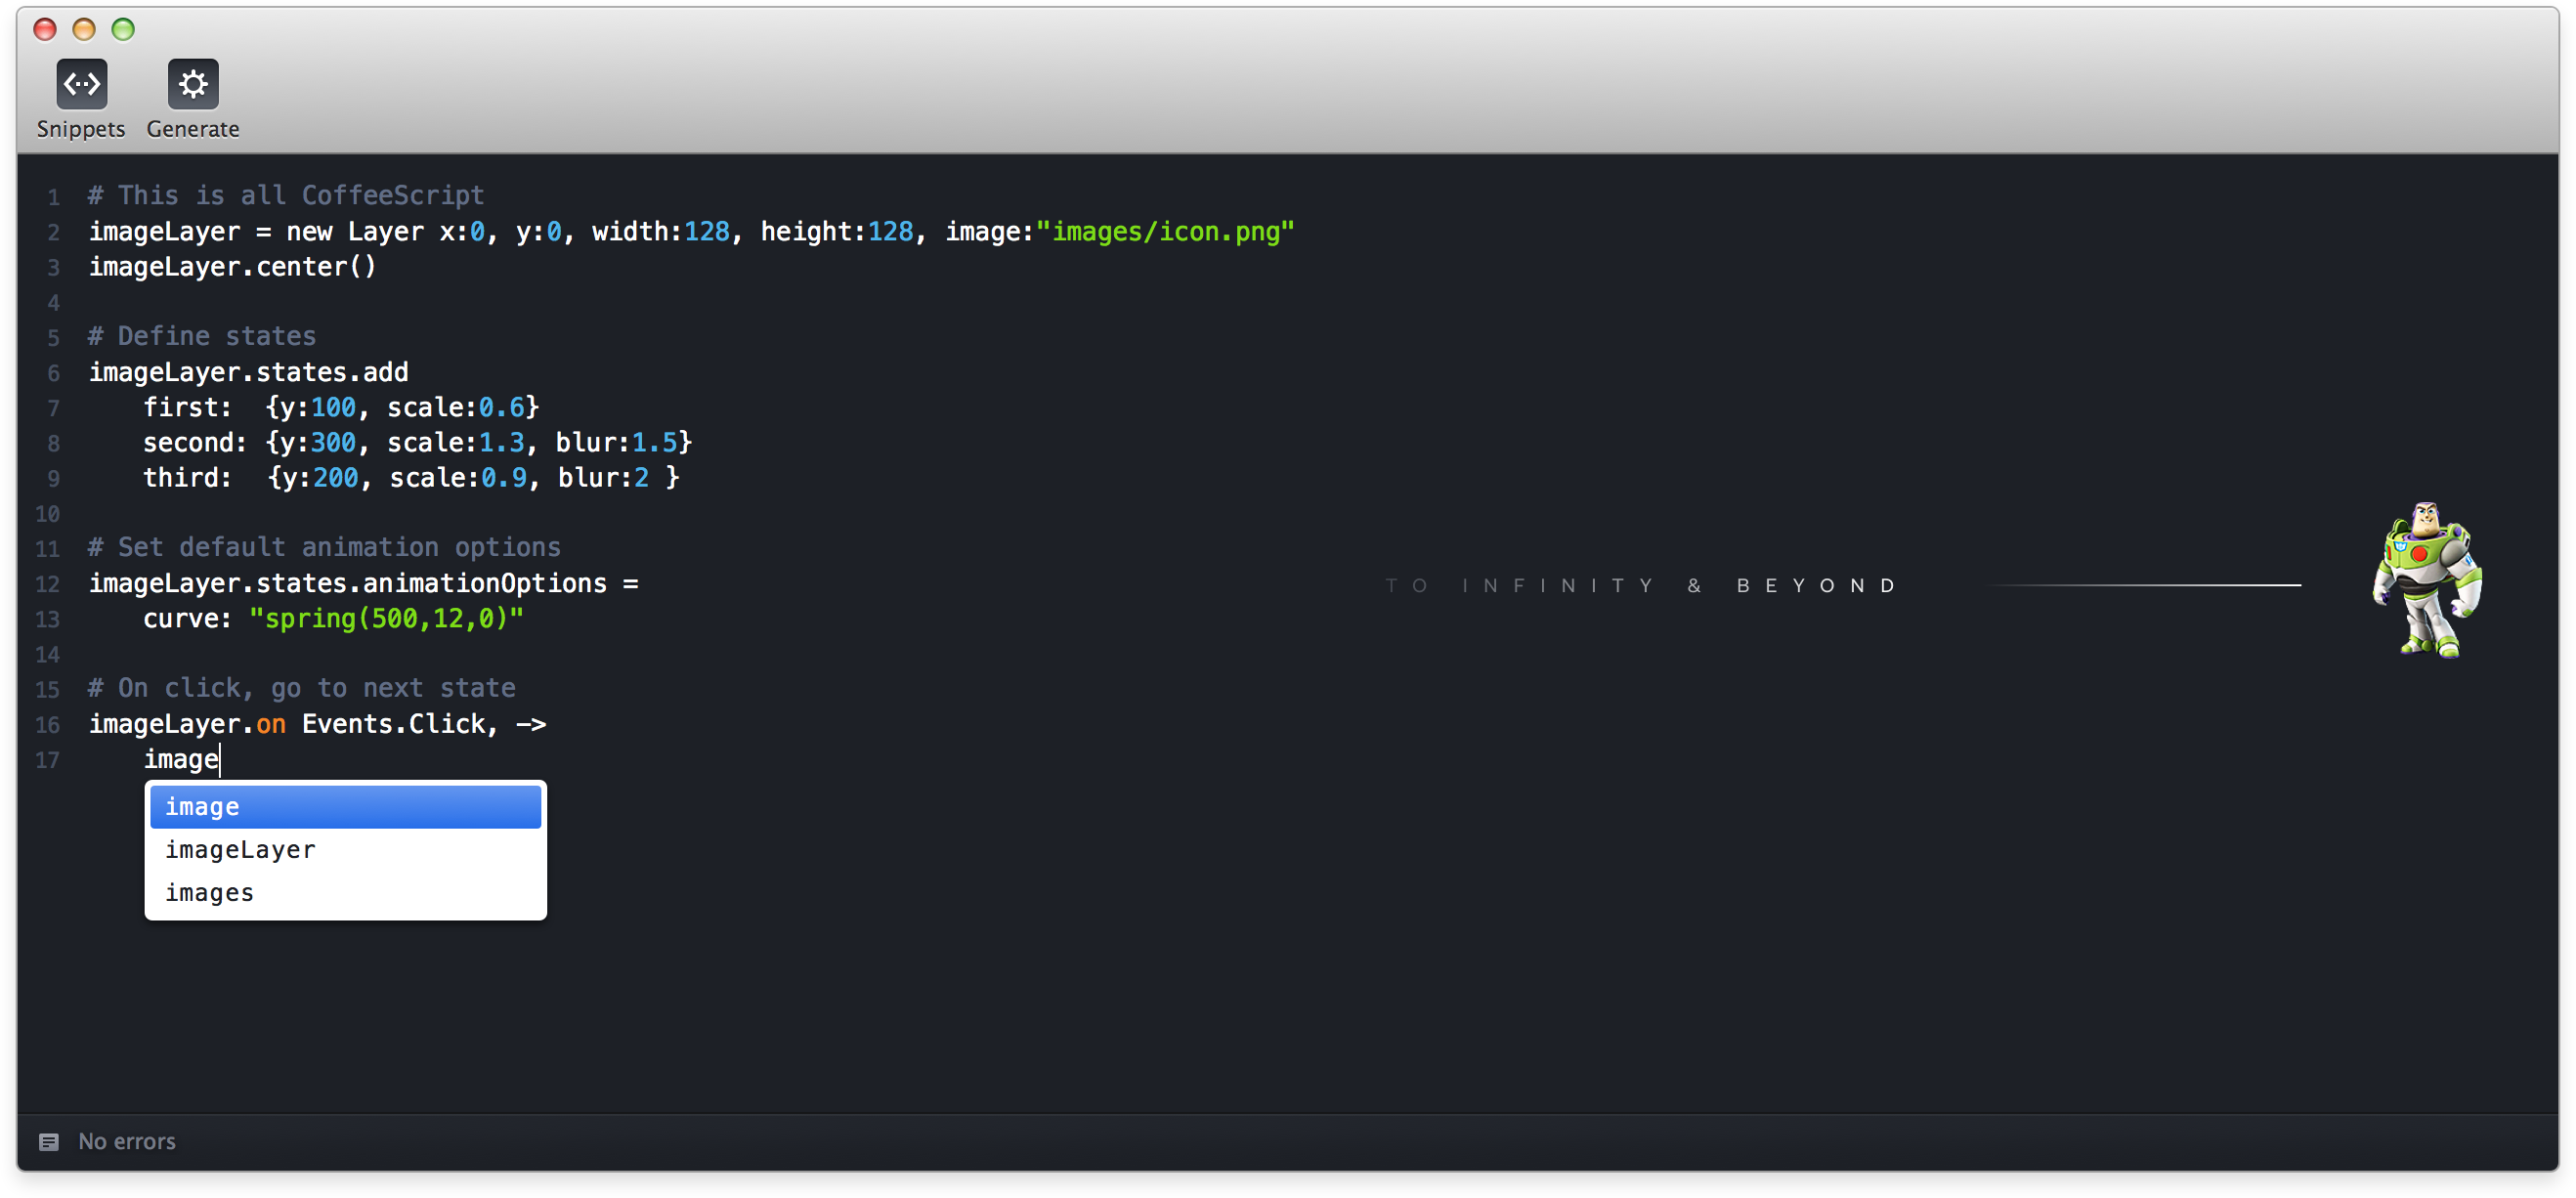 Snippets Generate
1 # This is all CoffeeScript
2 imageLayer = new Layer x:0, y:0, width:128, height:128, image:"images/icon.png"
3 imageLayer.center()
4
5 # Define states
6 imageLayer.states.add
7 first: {y:100, scale:0.6}
8 second: {y:300, scale:1.3, blur:1.5}
9 third: {y:200, scale:0.9, blur:2 }
10
11 # Set default animation options
12 imageLayer.states.animationOptions =
13 curve: "spring(500,12,0)"
14
15 # On click, go to next state
16 imageLayer.on Events.Click, ->
17 image
image
imageLayer
images
TO INFINITY & BEYOND
No errors